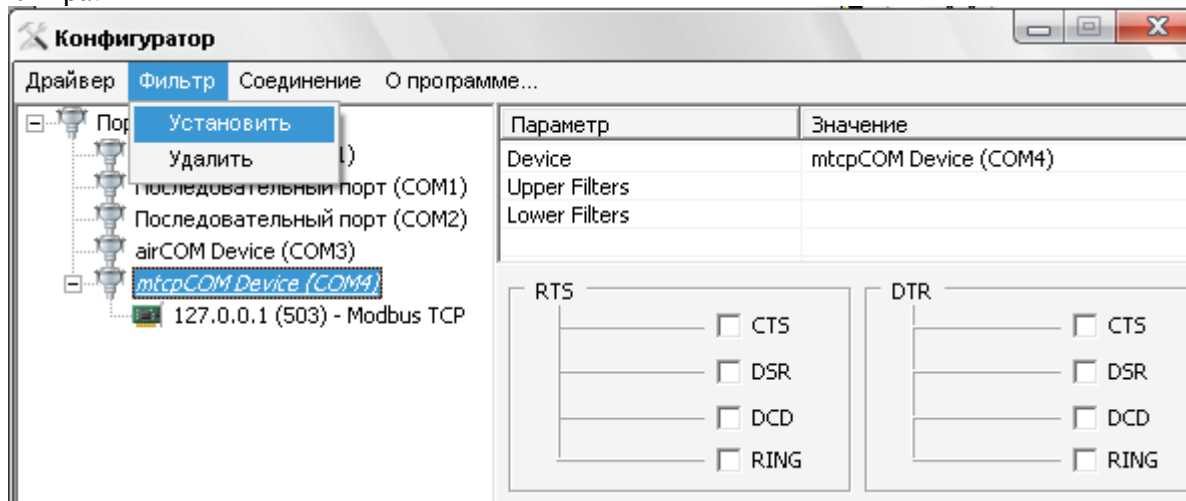 Конфигуратор
Драйвер Фильтр Соединение О программе...
Установить
Удалить
Последовательный порт (COM1)
Последовательный порт (COM2)
airCOM Device (COM3)
mtcpCOM Device (COM4)
127.0.0.1 (503) - Modbus TCP
Параметр Значение
Device mtcpCOM Device (COM4)
Upper Filters
Lower Filters
RTS
CTS
DSR
DCD
RING
DTR
CTS
DSR
DCD
RING